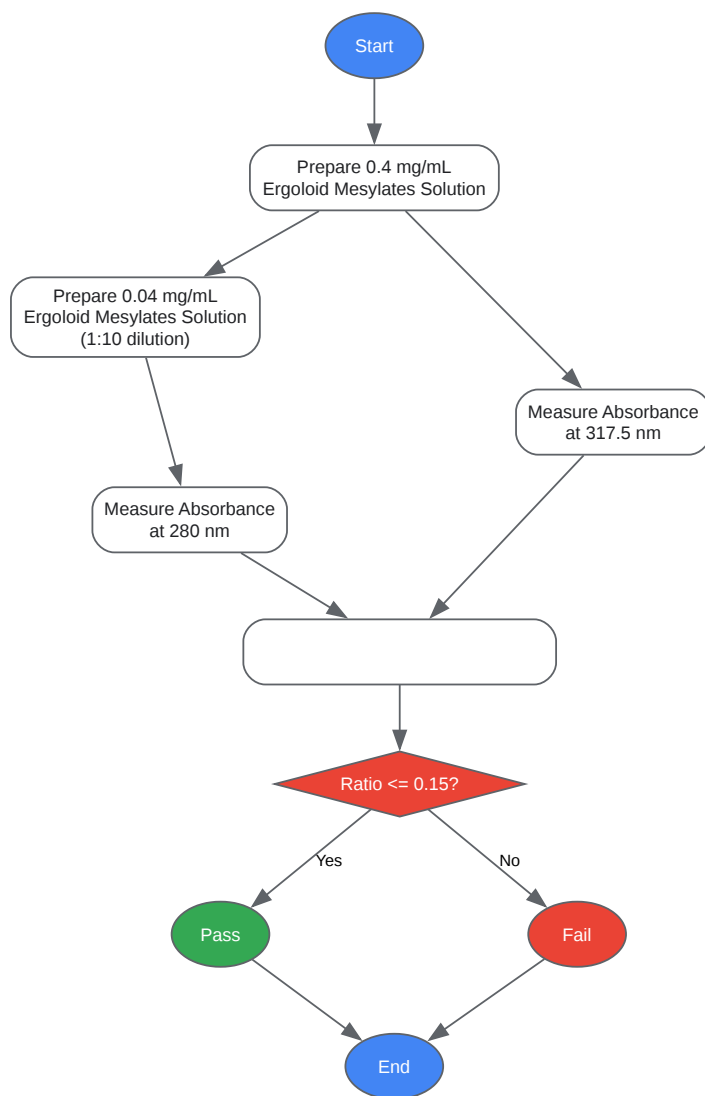 Start
Prepare 0.4 mg/mL
Ergoloid Mesylates Solution
Prepare 0.04 mg/mL
Ergoloid Mesylates Solution
(1:10 dilution)
Measure Absorbance
at 317.5 nm
Measure Absorbance
at 280 nm
Ratio <= 0.15?
Yes
No
Pass
Fail
End